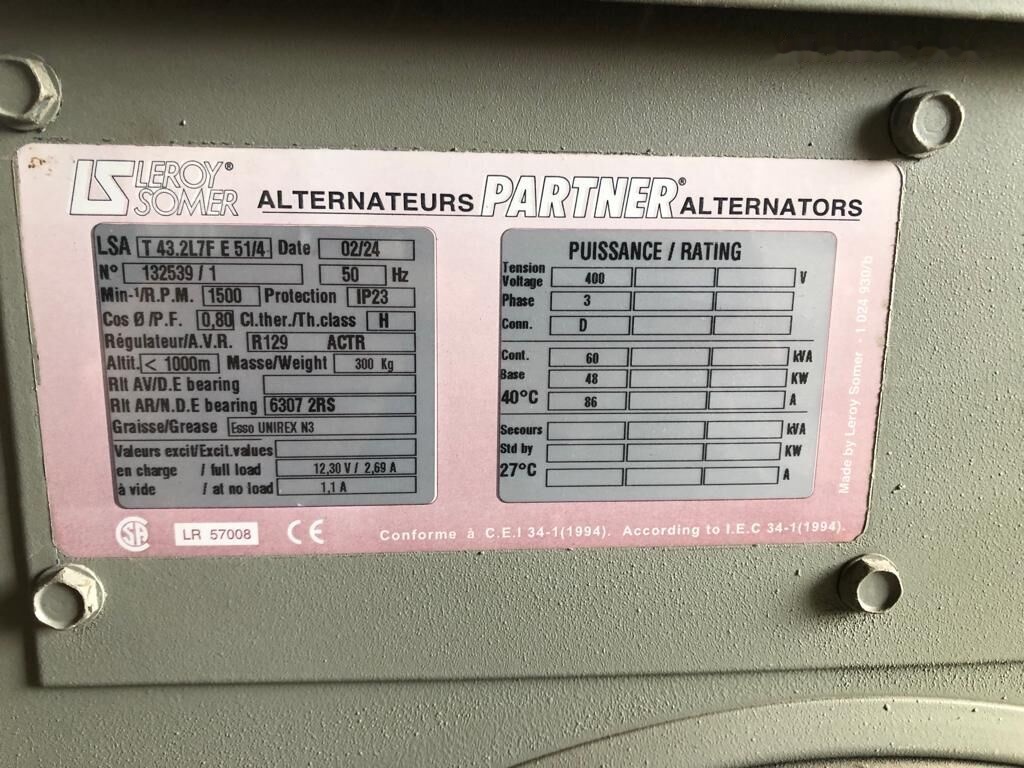 LS LEROY® SOMER ALTERNATEURS PARTNER® ALTERNATORS
LSA T 43.2L7F E 51/4 Date 02/24
N° 132539 / 1 50 Hz
Min-¹/R.P.M. 1500 Protection IP23
Cos Ø /P.F. 0,80 Cl.ther./Th.class H
Régulateur/A.V.R. R129 ACTR
Altit. < 1000m Masse/Weight 300 Kg
Rlt AV/D.E bearing
Rlt AR/N.D.E bearing 6307 2RS
Graisse/Grease Esso UNIREX N3
Valeurs excit/Excit.values
en charge / full load 12,30 V / 2,69 A
à vide / at no load 1,1 A
PUISSANCE / RATING
Tension
Voltage 400 V
Phase 3
Conn. D
Cont. 60 kVA
Base 48 KW
40°C 86 A
Secours kVA
Std by KW
27°C A
Made by Leroy Somer - 1 024 930/b
SA LR 57008 CE Conforme à C.E.I 34-1(1994). According to I.E.C 34-1(1994).